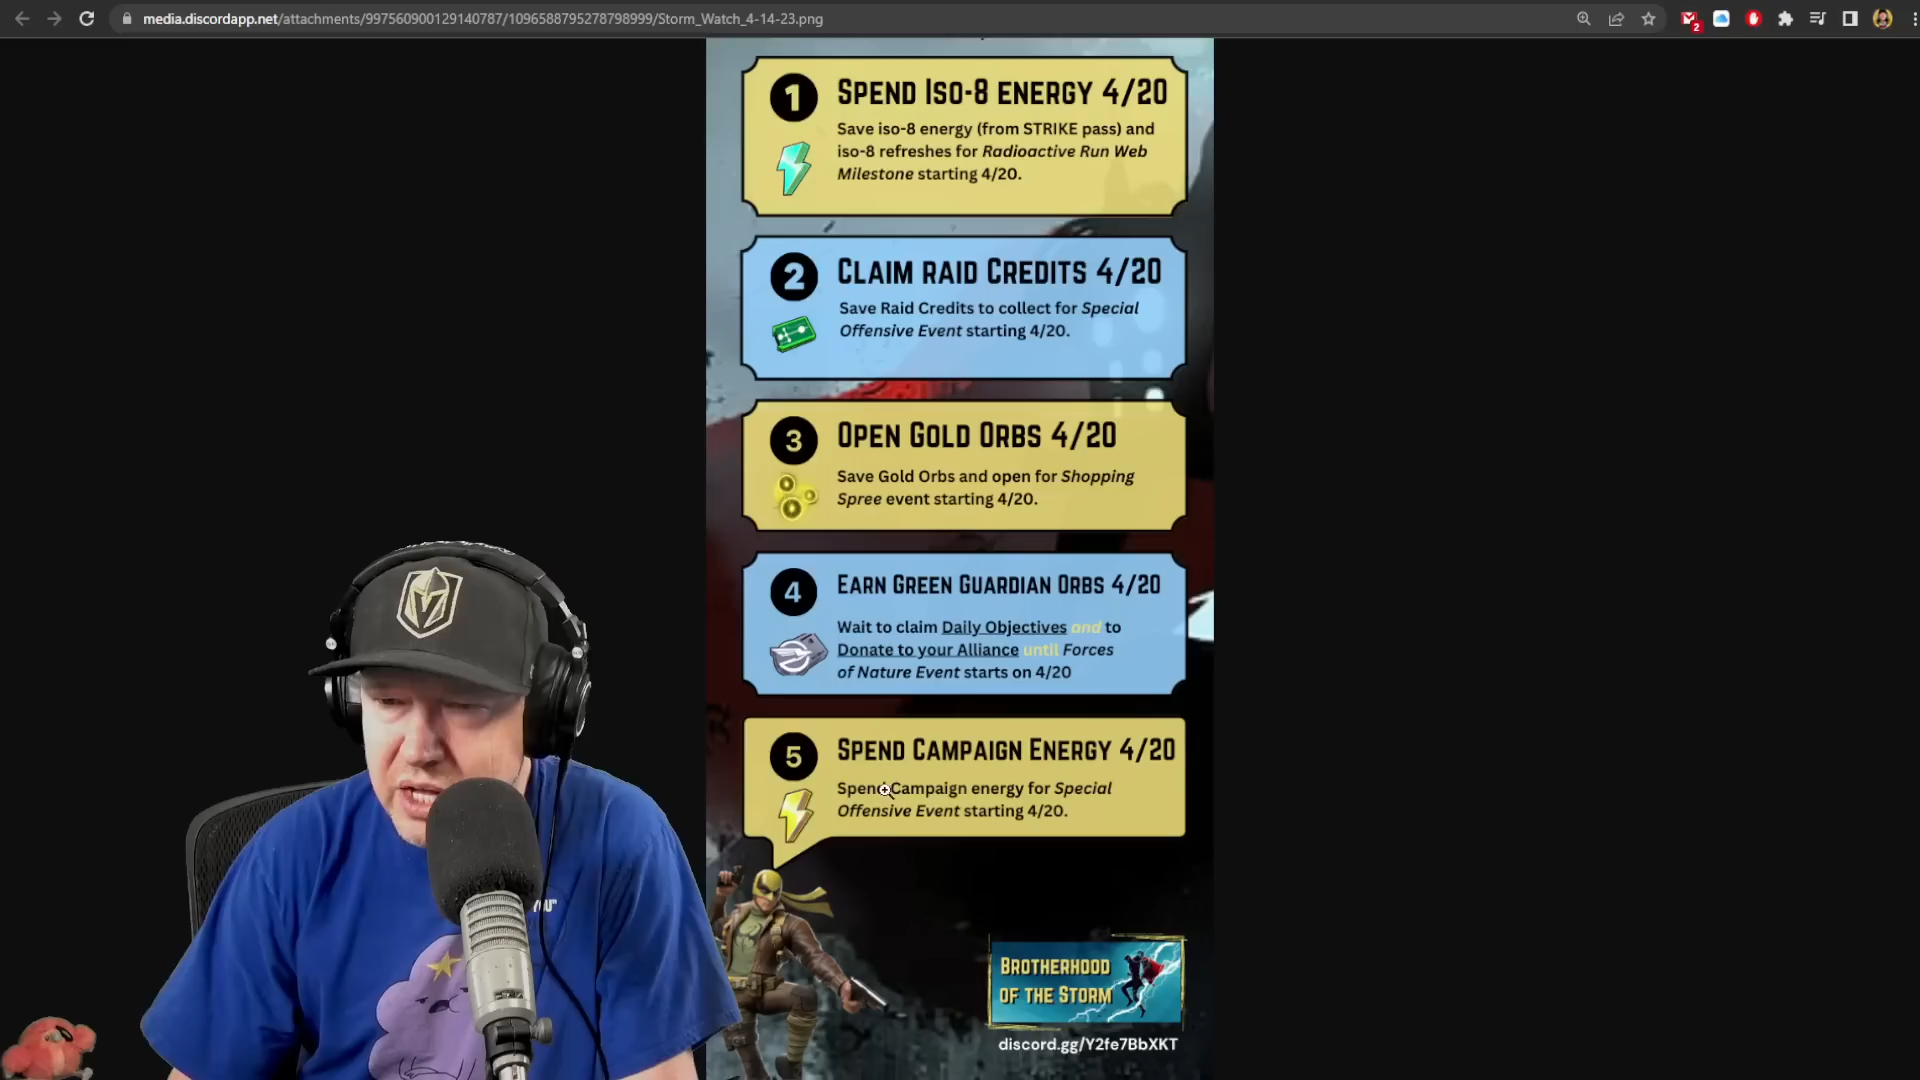 media.discordapp.net/attachments/997560900129140787/1096588795278798999/Storm_Watch_4-14-23.png
2
1
SPEND ISO-8 ENERGY 4/20
Save iso-8 energy (from STRIKE pass) and
iso-8 refreshes for Radioactive Run Web
Milestone starting 4/20.
2
CLAIM RAID CREDITS 4/20
Save Raid Credits to collect for Special
Offensive Event starting 4/20.
3
OPEN GOLD ORBS 4/20
Save Gold Orbs and open for Shopping
Spree event starting 4/20.
4
EARN GREEN GUARDIAN ORBS 4/20
Wait to claim Daily Objectives and to
Donate to your Alliance until Forces
of Nature Event starts on 4/20
5
SPEND CAMPAIGN ENERGY 4/20
Spend Campaign energy for Special
Offensive Event starting 4/20.
BROTHERHOOD
OF THE STORM
discord.gg/Y2fe7BbXKT